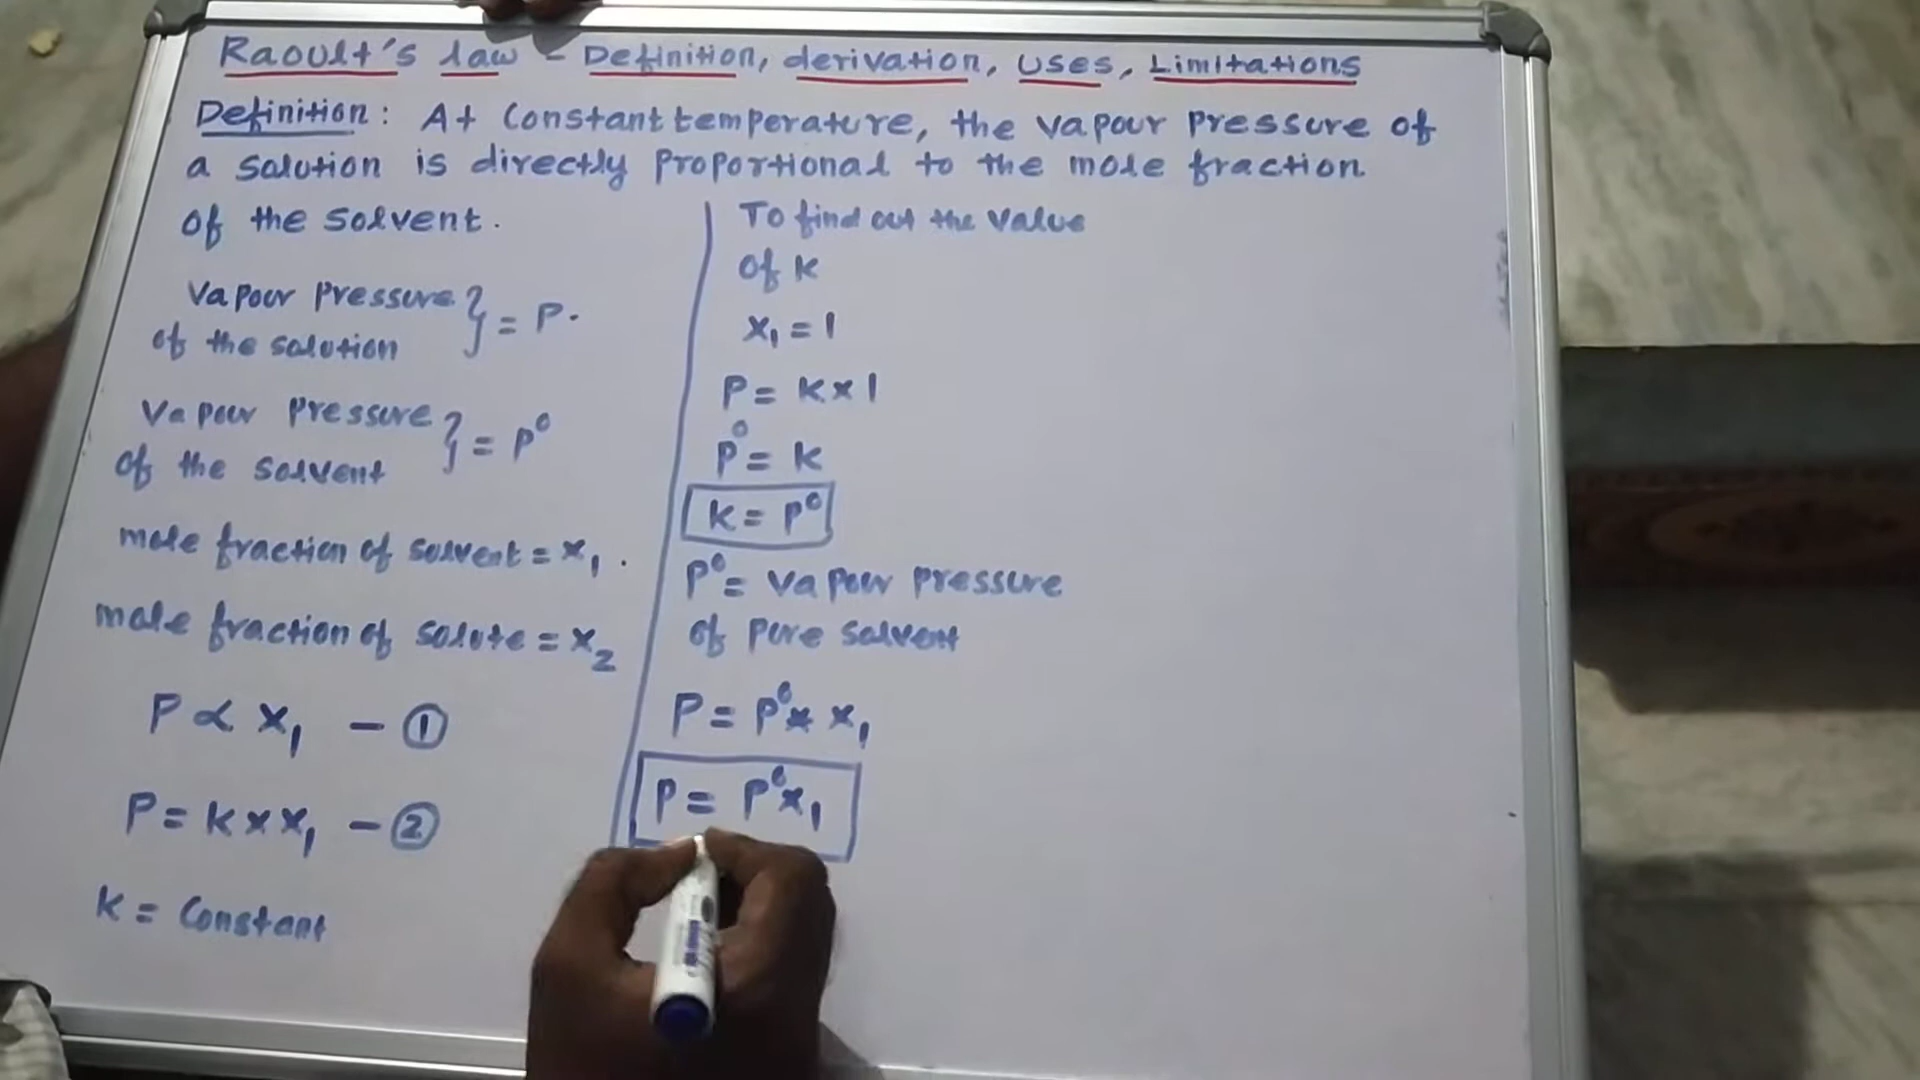 Raoult's law - Definition, derivation, uses, Limitations
Definition: At Constant temperature, the vapour pressure of
a solution is directly proportional to the mole fraction
of the solvent.
Vapour pressure } = P.
of the solution
Vapour pressure } = P⁰
of the solvent
mole fraction of solvent = x₁.
mole fraction of solute = x₂
P ∝ x₁ - ①
P = k × x₁ - ②
k = Constant
To find out the value
of k
x₁ = 1
P = k × 1
P⁰ = k
k = P⁰
P⁰ = vapour pressure
of pure solvent
P = P⁰ × x₁
P = P⁰x₁